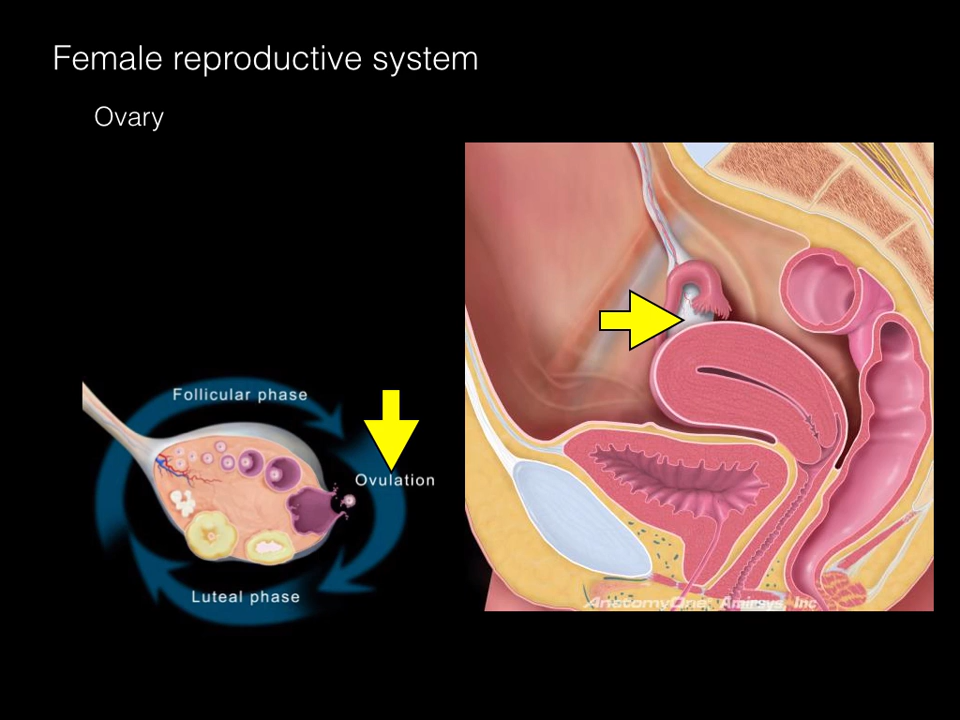 Female reproductive system
Ovary
Follicular phase
Ovulation
Luteal phase
AnatomyOne, Amirsys, Inc